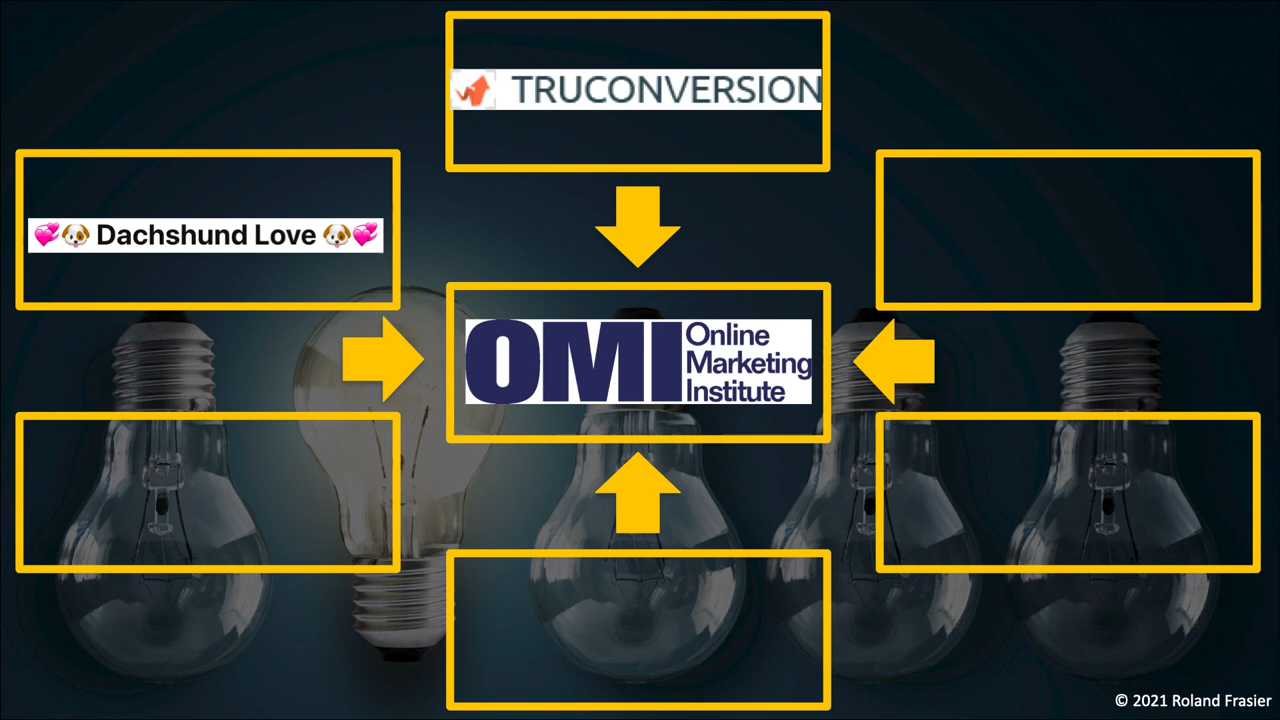 TRUCONVERSION
💞🐶 Dachshund Love 🐶💞
OMI
Online
Marketing
Institute
© 2021 Roland Frasier